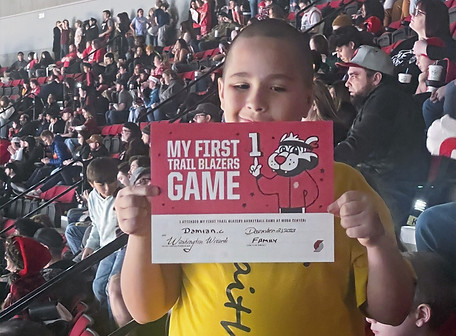 MY FIRST
TRAIL BLAZERS
GAME
1
I ATTENDED MY FIRST TRAIL BLAZERS BASKETBALL GAME AT MODA CENTER!
Damian.c
Washington Wizards
Family